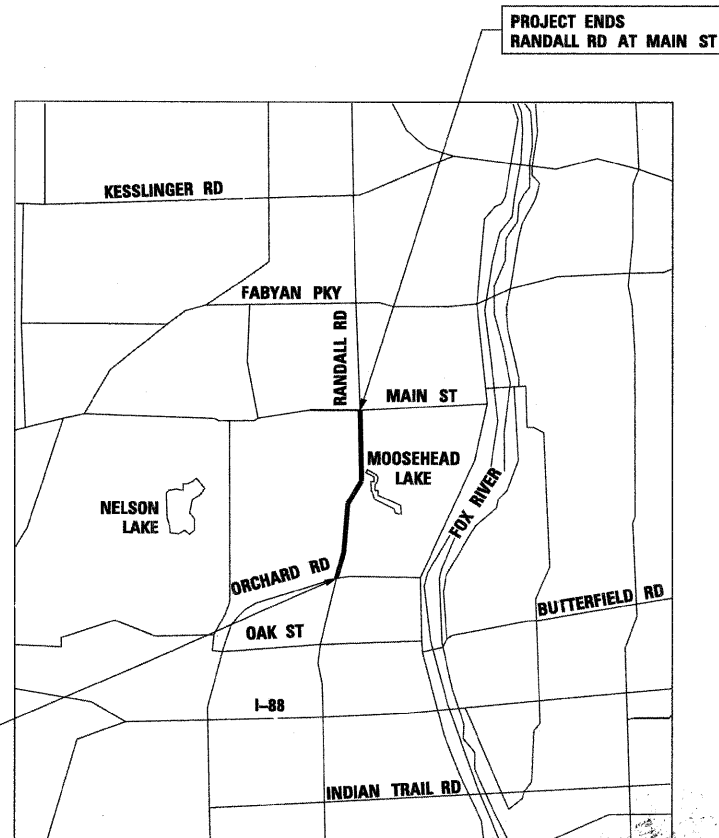 PROJECT ENDS
RANDALL RD AT MAIN ST
KESSLINGER RD
FABYAN PKY
RANDALL RD
MAIN ST
MOOSEHEAD
LAKE
NELSON
LAKE
FOX RIVER
ORCHARD RD
BUTTERFIELD RD
OAK ST
I-88
INDIAN TRAIL RD